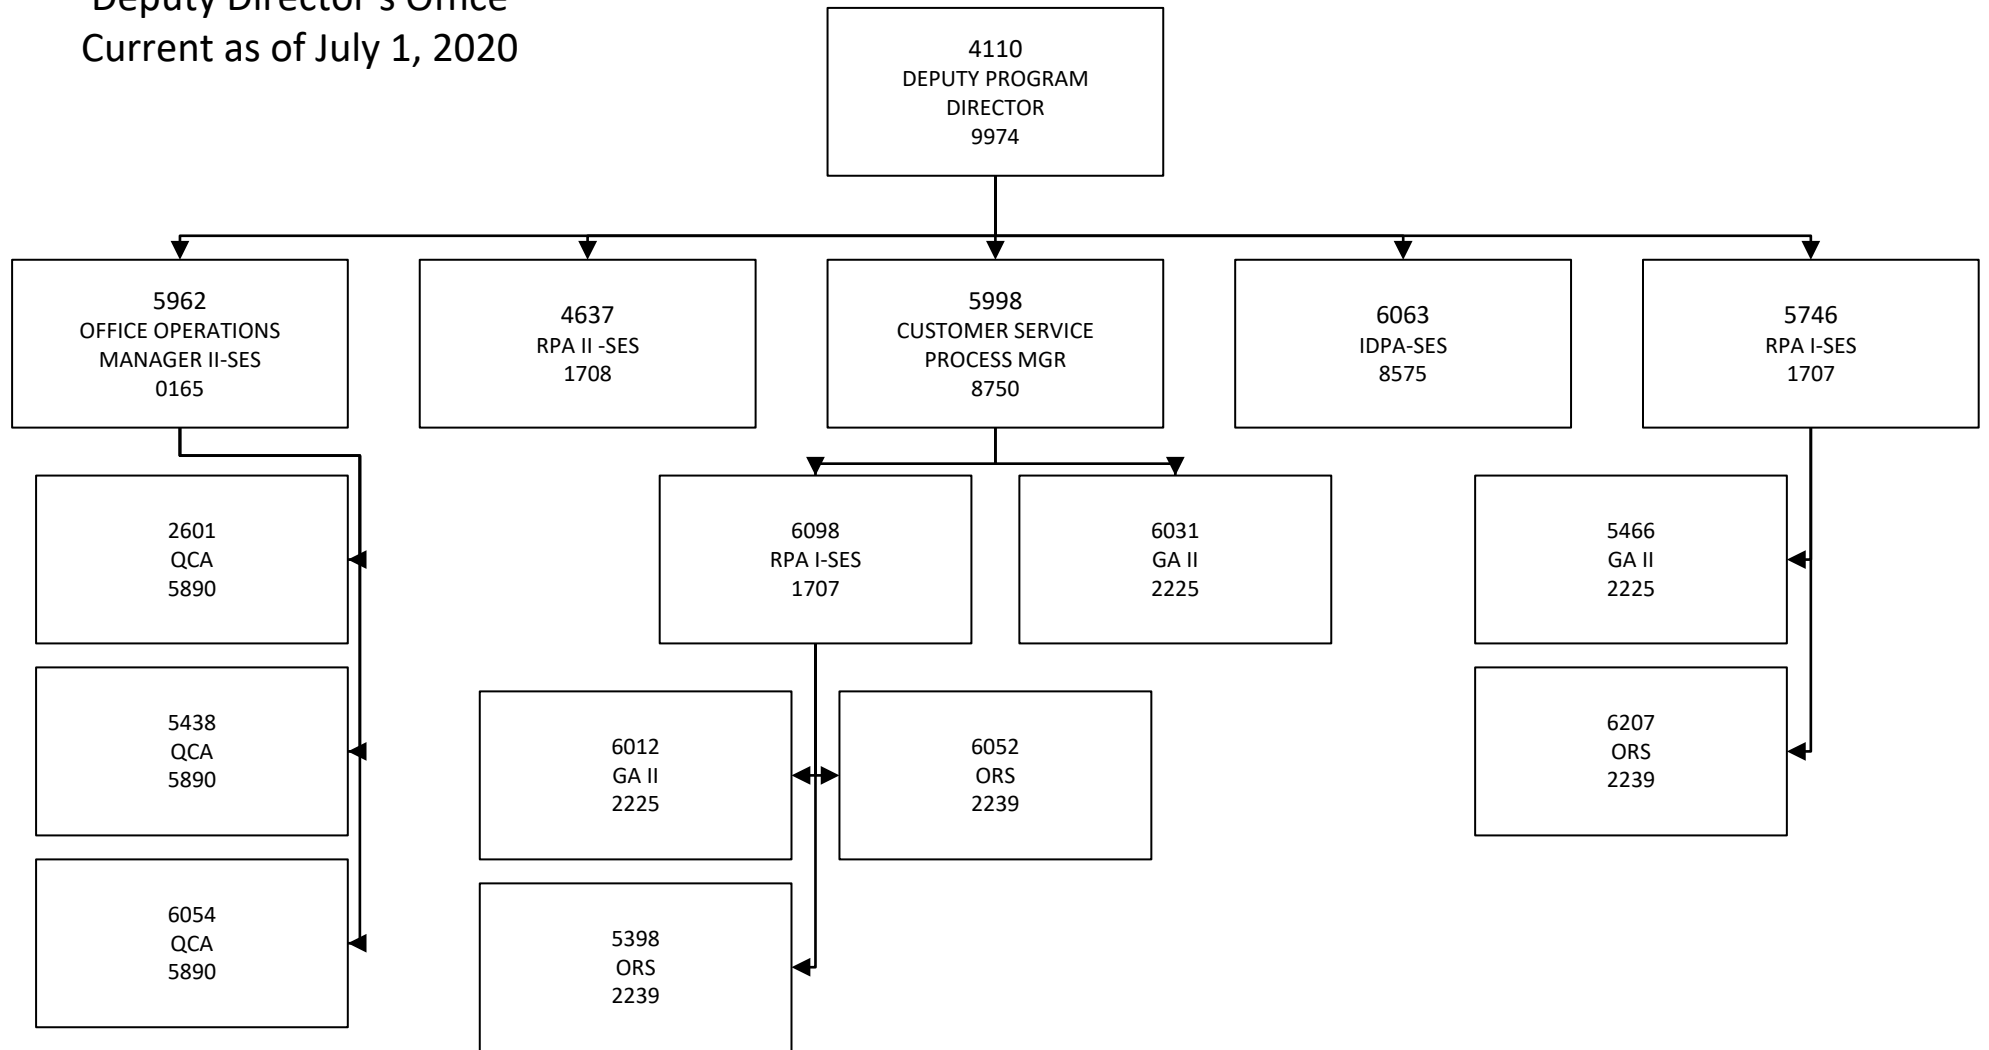 Deputy Director's Office
Current as of July 1, 2020
4110
DEPUTY PROGRAM
DIRECTOR
9974
5962
OFFICE OPERATIONS
MANAGER II-SES
0165
4637
RPA II -SES
1708
5998
CUSTOMER SERVICE
PROCESS MGR
8750
6063
IDPA-SES
8575
5746
RPA I-SES
1707
2601
QCA
5890
6098
RPA I-SES
1707
6031
GA II
2225
5466
GA II
2225
5438
QCA
5890
6012
GA II
2225
6052
ORS
2239
6207
ORS
2239
6054
QCA
5890
5398
ORS
2239